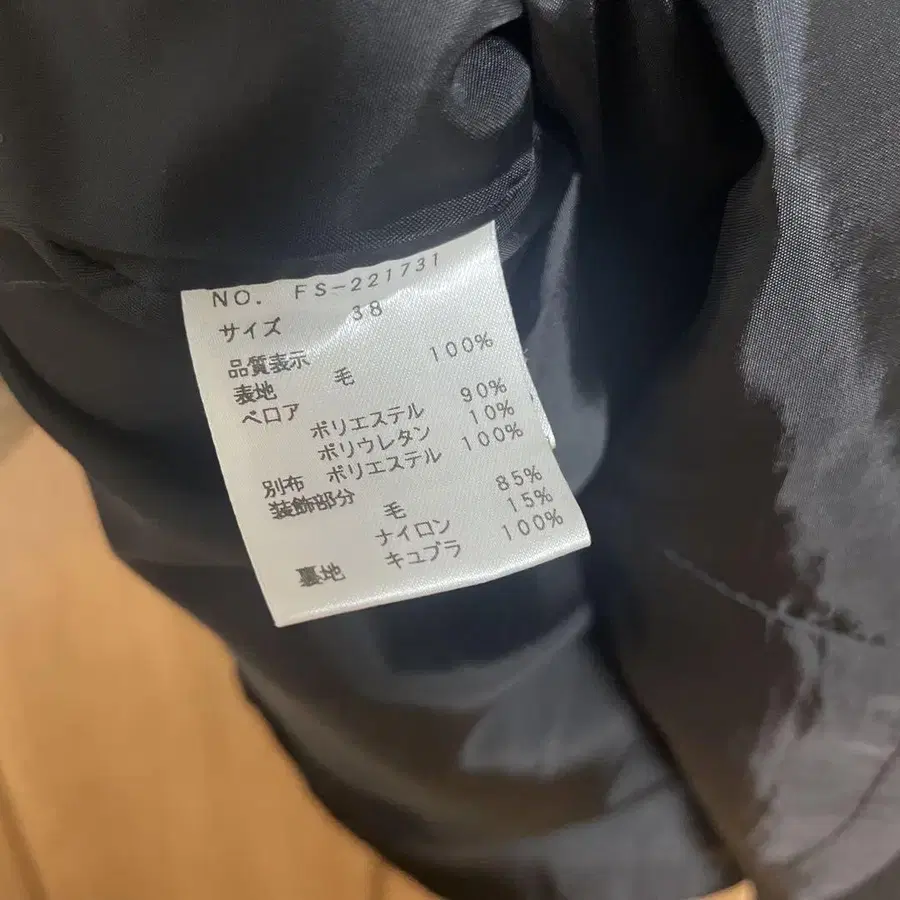 NO. FS-221731
サイズ 38
品質表示
表地 毛 100%
ベロア
ポリエステル 90%
ポリウレタン 10%
別布 ポリエステル 100%
装飾部分
毛 85%
ナイロン 15%
裏地 キュプラ 100%